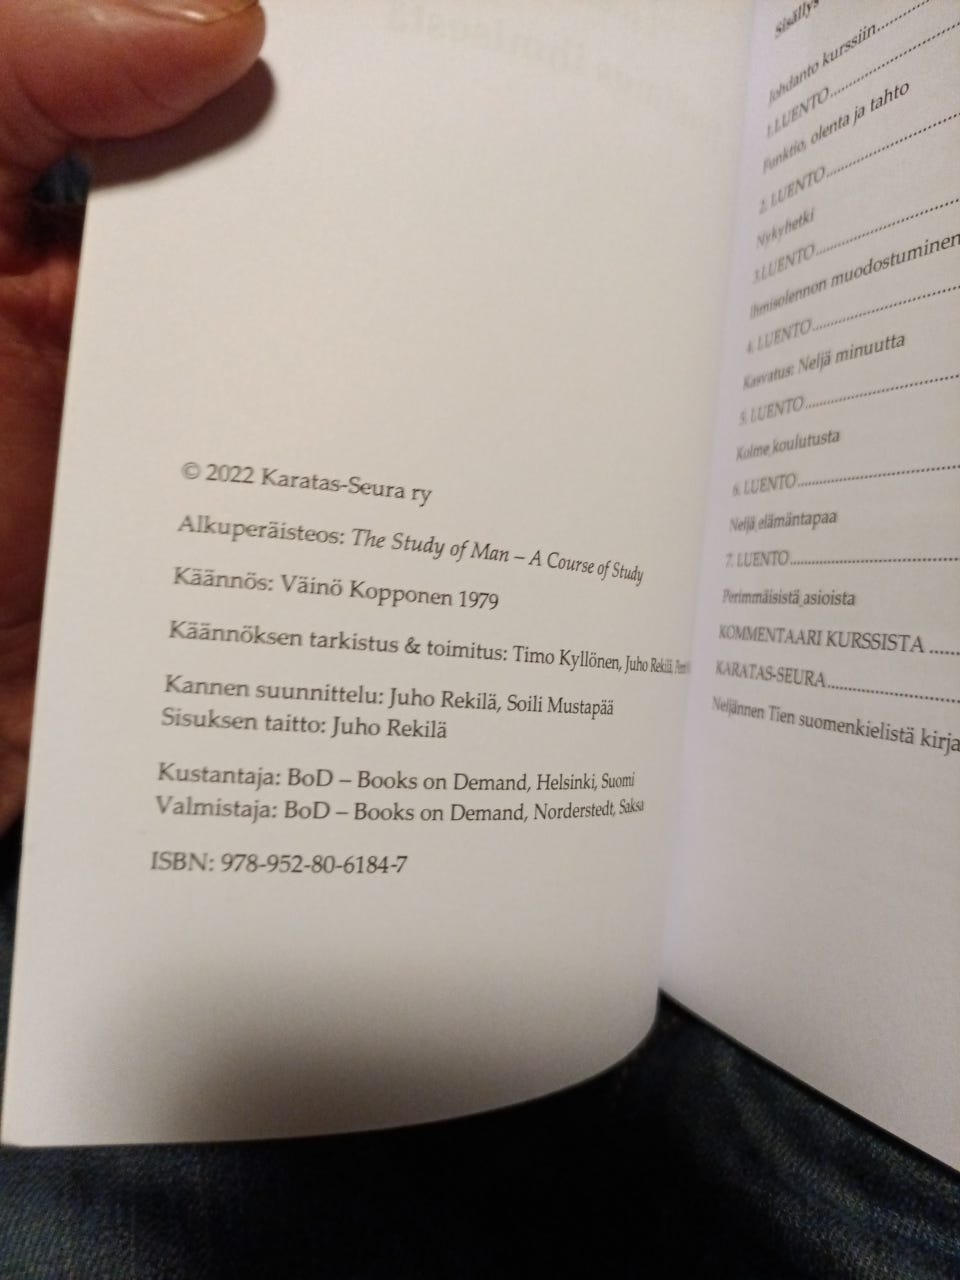 © 2022 Karatas-Seura ry
Alkuperäisteos: The Study of Man – A Course of Study
Käännös: Väinö Kopponen 1979
Käännöksen tarkistus & toimitus: Timo Kyllönen, Juho Rekilä,
Kannen suunnittelu: Juho Rekilä, Soili Mustapää
Sisuksen taitto: Juho Rekilä
Kustantaja: BoD – Books on Demand, Helsinki, Suomi
Valmistaja: BoD – Books on Demand, Norderstedt, Saksa
ISBN: 978-952-80-6184-7
Sisällys
Johdanto kurssiin
1.LUENTO
Funktio, olenta ja tahto
2. LUENTO
Nykyhetki
3.LUENTO
Ihmisolennon muodostuminen
4. LUENTO
Kasvatus: Neljä minuutta
5. LUENTO
Kolme koulutusta
6. LUENTO
Neljä elämäntapaa
7. LUENTO
Perimmäisistä asioista
KOMMENTAARI KURSSISTA
KARATAS-SEURA
Neljännen Tien suomenkielistä kirja